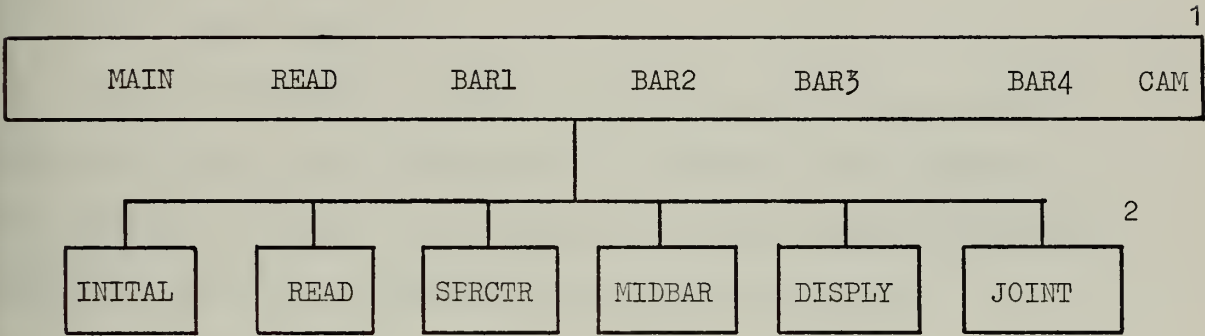 1
MAIN READ BAR1 BAR2 BAR3 BAR4 CAM
2
INITAL READ SPRCTR MIDBAR DISPLY JOINT